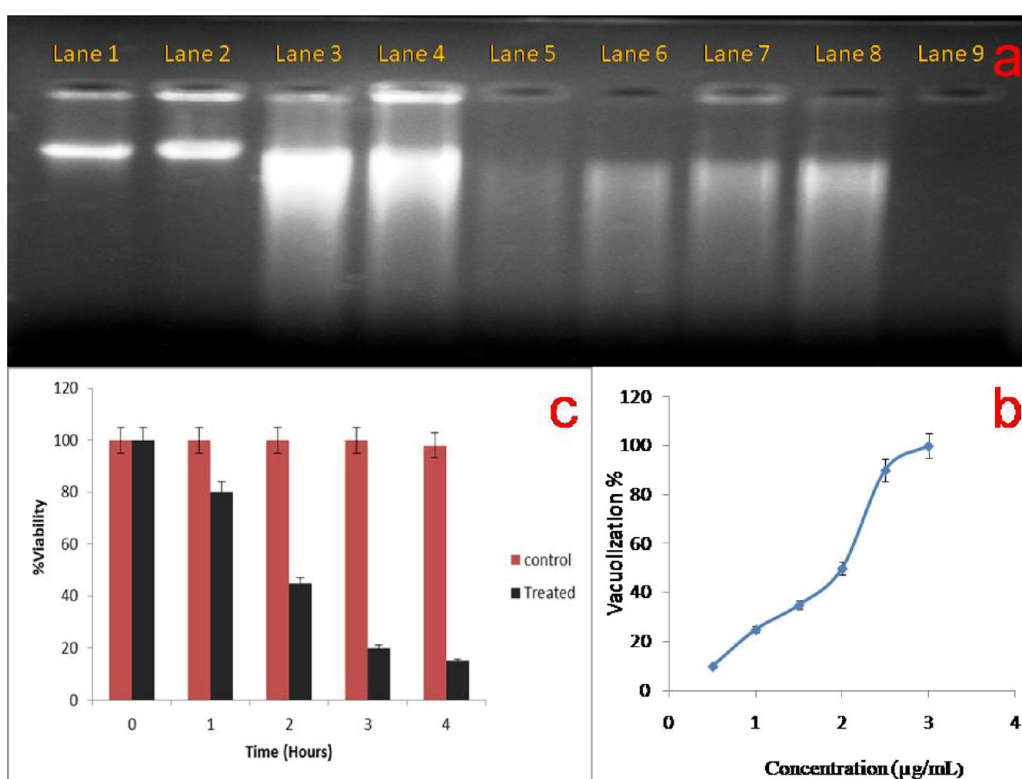 Lane 1 Lane 2 Lane 3 Lane 4 Lane 5 Lane 6 Lane 7 Lane 8 Lane 9
a
c
120
100
80
60
40
20
0
%Viability
0 1 2 3 4
Time (Hours)
control
Treated
b
120
100
80
60
40
20
0
Vacuolization %
0 1 2 3 4
Concentration (µg/mL)